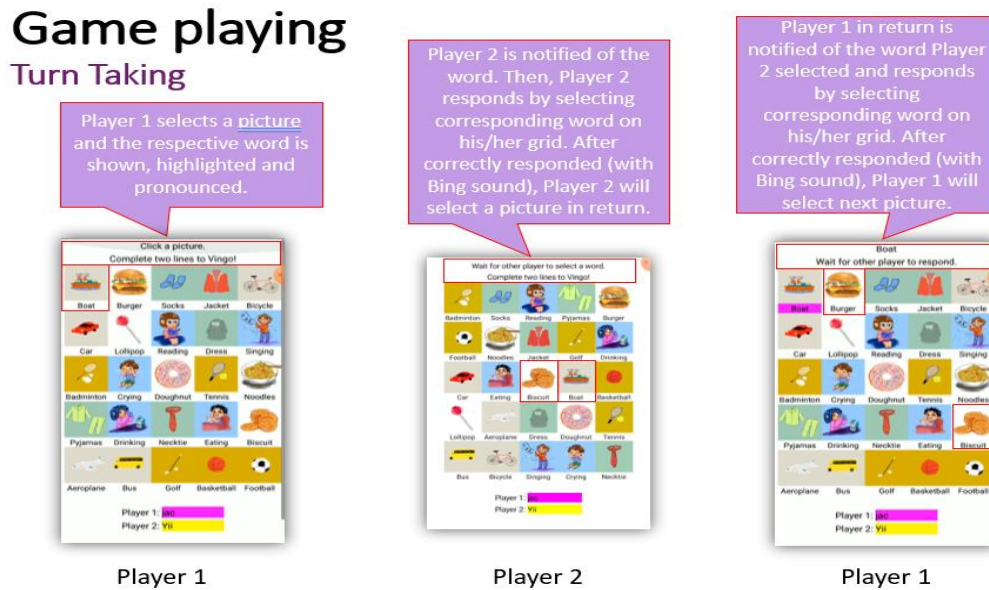 Game playing
Turn Taking
Player 1 selects a picture
and the respective word is
shown, highlighted and
pronounced.
Player 2 is notified of the
word. Then, Player 2
responds by selecting
corresponding word on
his/her grid. After
correctly responded (with
Bing sound), Player 2 will
select a picture in return.
Player 1 in return is
notified of the word Player
2 selected and responds
by selecting
corresponding word on
his/her grid. After
correctly responded (with
Bing sound), Player 1 will
select next picture.
Click a picture.
Complete two lines to Vingo!
Boat Burger Socks Jacket Bicycle
Car Lollipop Reading Dress Singing
Badminton Crying Doughnut Tennis Noodles
Pyjamas Drinking Necktie Eating Biscuit
Aeroplane Bus Golf Basketball Football
Player 1: jac
Player 2: Yii
Player 1
Wait for other player to select a word.
Complete two lines to Vingo!
Badminton Socks Reading Pyjamas Burger
Football Noodles Jacket Golf Drinking
Car Eating Biscuit Boat Basketball
Lollipop Aeroplane Dress Doughnut Tennis
Bus Bicycle Singing Crying Necktie
Player 1: jac
Player 2: Yii
Player 2
Boat
Wait for other player to respond.
Boat Burger Socks Jacket Bicycle
Car Lollipop Reading Dress Singing
Badminton Crying Doughnut Tennis Noodles
Pyjamas Drinking Necktie Eating Biscuit
Aeroplane Bus Golf Basketball Football
Player 1: jac
Player 2: Yii
Player 1